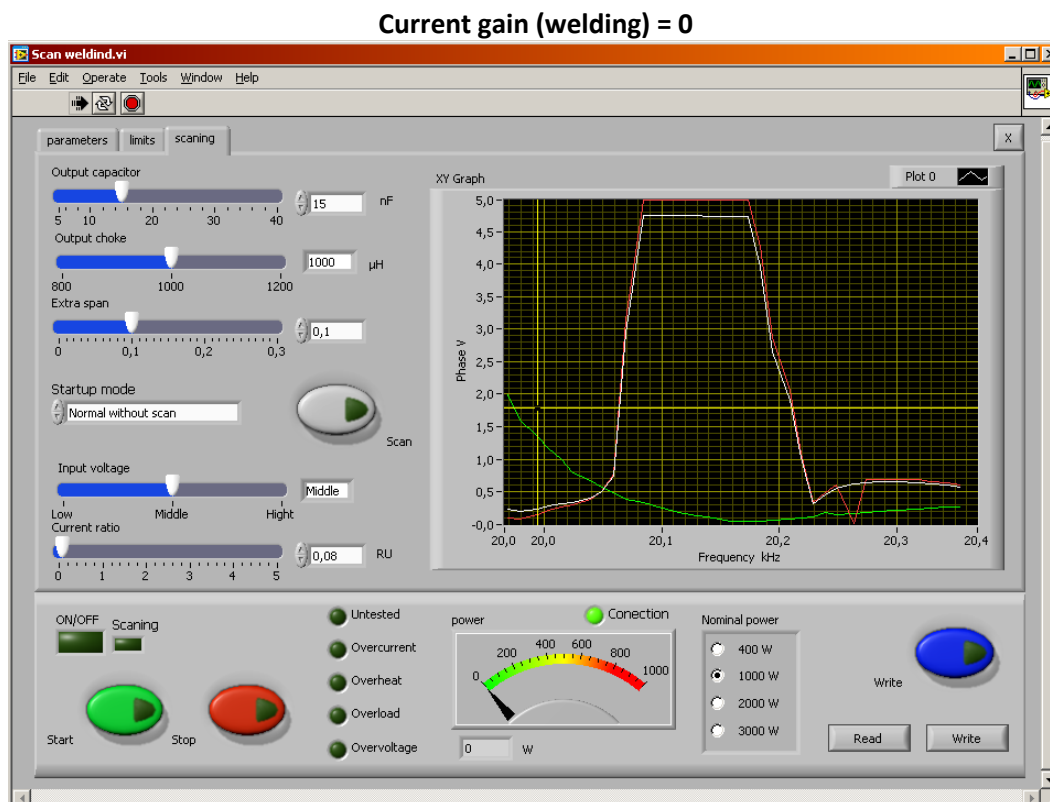 Current gain (welding) = 0
Scan weldind.vi
File Edit Operate Tools Window Help
parameters limits scaning X
Output capacitor
5 10 20 30 40
15 nF
Output choke
800 1000 1200
1000 µH
Extra span
0 0,1 0,2 0,3
0,1
Startup mode
Normal without scan
Scan
Input voltage
Low Middle Hight
Middle
Current ratio
0 1 2 3 4 5
0,08 RU
XY Graph
Plot 0
Phase V
5,0
4,5
4,0
3,5
3,0
2,5
2,0
1,5
1,0
0,5
-0,0
20,0 20,0 20,1 20,2 20,3 20,4
Frequency kHz
ON/OFF Scaning
Start Stop
Untested
Overcurrent
Overheat
Overload
Overvoltage
power
Conection
0 200 400 600 800 1000
0 W
Nominal power
400 W
1000 W
2000 W
3000 W
Write
Read Write